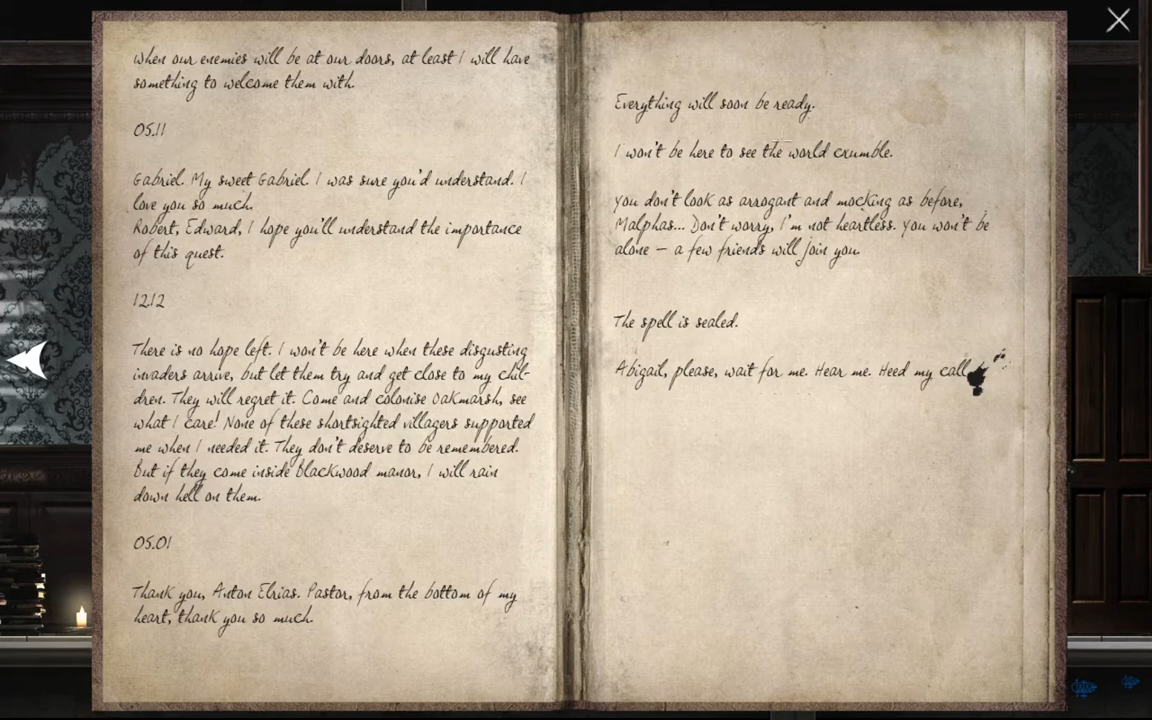 When our enemies will be at our doors, at least I will have
something to welcome them with.
05.11
Gabriel. My sweet Gabriel. I was sure you'd understand. I
love you so much.
Robert, Edward, I hope you'll understand the importance
of this quest.
12.12
There is no hope left. I won't be here when these disgusting
invaders arrive, but let them try and get close to my chil-
dren. They will regret it. Come and colonise Oakmarsh, see
what I care! None of these shortsighted villagers supported
me when I needed it. They don't deserve to be remembered.
But if they come inside Blackwood manor, I will rain
down hell on them.
05.01
Thank you, Anton Elrias. Pastor, from the bottom of my
heart, thank you so much.
Everything will soon be ready.
I won't be here to see the world crumble.
You don't look as arrogant and mocking as before,
Malphas... Don't worry, I'm not heartless. You won't be
alone — a few friends will join you.
The spell is sealed.
Abigail, please, wait for me. Hear me. Heed my call